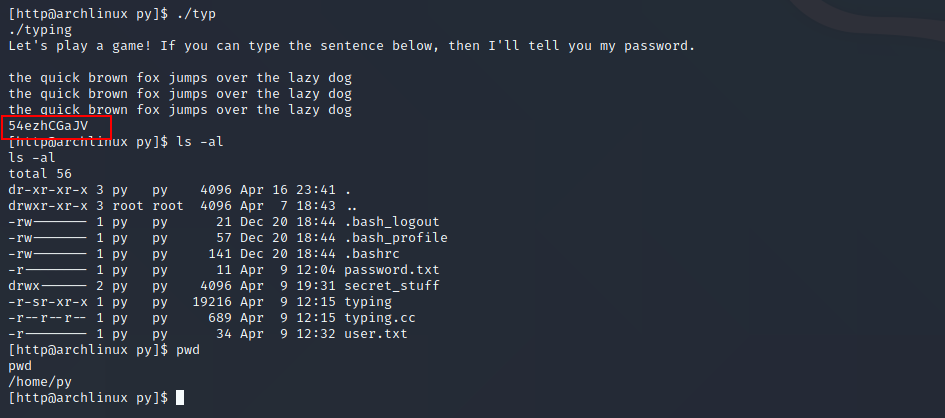 [http@archlinux py]$ ./typ
./typing
Let's play a game! If you can type the sentence below, then I'll tell you my password.
the quick brown fox jumps over the lazy dog
the quick brown fox jumps over the lazy dog
the quick brown fox jumps over the lazy dog
54ezhCGaJV
[http@archlinux py]$ ls -al
ls -al
total 56
dr-xr-xr-x 3 py   py    4096 Apr 16 23:41 .
drwxr-xr-x 3 root root  4096 Apr  7 18:43 ..
-rw------- 1 py   py      21 Dec 20 18:44 .bash_logout
-rw------- 1 py   py      57 Dec 20 18:44 .bash_profile
-rw------- 1 py   py     141 Dec 20 18:44 .bashrc
-r-------- 1 py   py      11 Apr  9 12:04 password.txt
drwx------ 2 py   py    4096 Apr  9 19:31 secret_stuff
-r-sr-xr-x 1 py   py   19216 Apr  9 12:15 typing
-r--r--r-- 1 py   py     689 Apr  9 12:15 typing.cc
-r-------- 1 py   py      34 Apr  9 12:32 user.txt
[http@archlinux py]$ pwd
pwd
/home/py
[http@archlinux py]$